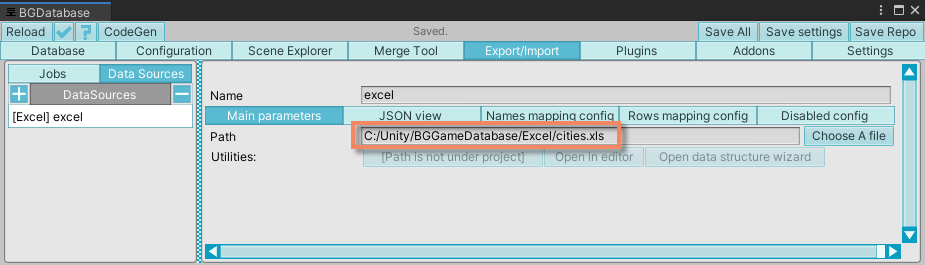 BGDatabase
Reload ? CodeGen Saved. Save All Save settings Save Repo
Database Configuration Scene Explorer Merge Tool Export/Import Plugins Addons Settings
Jobs Data Sources
DataSources
[Excel] excel
Name excel
Main parameters JSON view Names mapping config Rows mapping config Disabled config
Path C:/Unity/BGGameDatabase/Excel/cities.xls Choose A file
Utilities: [Path is not under project] Open in editor Open data structure wizard